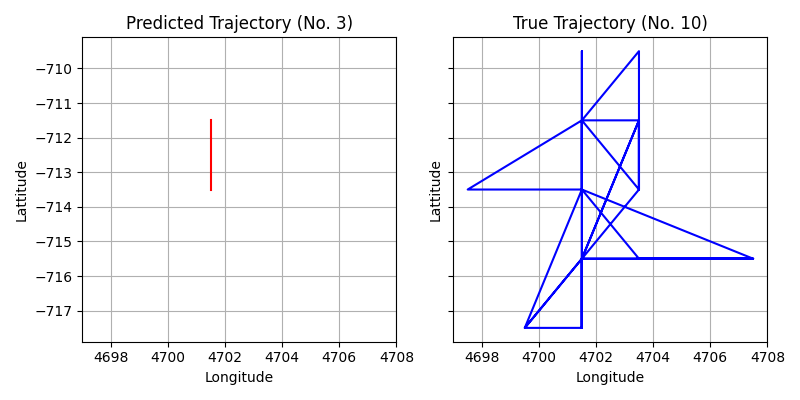 Predicted Trajectory (No. 3)
True Trajectory (No. 10)
Lattitude
−710
−711
−712
−713
−714
−715
−716
−717
4698 4700 4702 4704 4706 4708
Longitude
Lattitude
4698 4700 4702 4704 4706 4708
Longitude